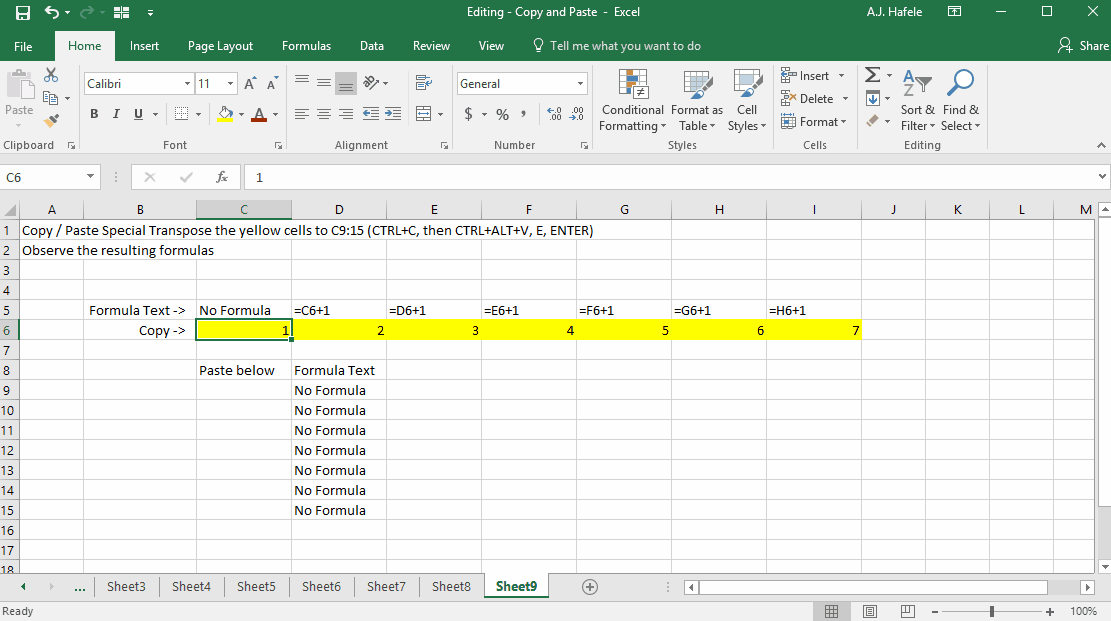 Editing - Copy and Paste - Excel
A.J. Hafele
File Home Insert Page Layout Formulas Data Review View Tell me what you want to do Share
Paste
Clipboard
Calibri 11
B I U A
Font
Alignment
General
$ % ,
Number
Conditional Formatting
Format as Table
Cell Styles
Styles
Insert
Delete
Format
Cells
Sort & Filter
Find & Select
Editing
C6 fx 1
A B C D E F G H I J K L M
1 Copy / Paste Special Transpose the yellow cells to C9:15 (CTRL+C, then CTRL+ALT+V, E, ENTER)
2 Observe the resulting formulas
3
4
5 Formula Text -> No Formula =C6+1 =D6+1 =E6+1 =F6+1 =G6+1 =H6+1
6 Copy -> 1 2 3 4 5 6 7
7
8 Paste below Formula Text
9 No Formula
10 No Formula
11 No Formula
12 No Formula
13 No Formula
14 No Formula
15 No Formula
16
17
18
... Sheet3 Sheet4 Sheet5 Sheet6 Sheet7 Sheet8 Sheet9
Ready 100%